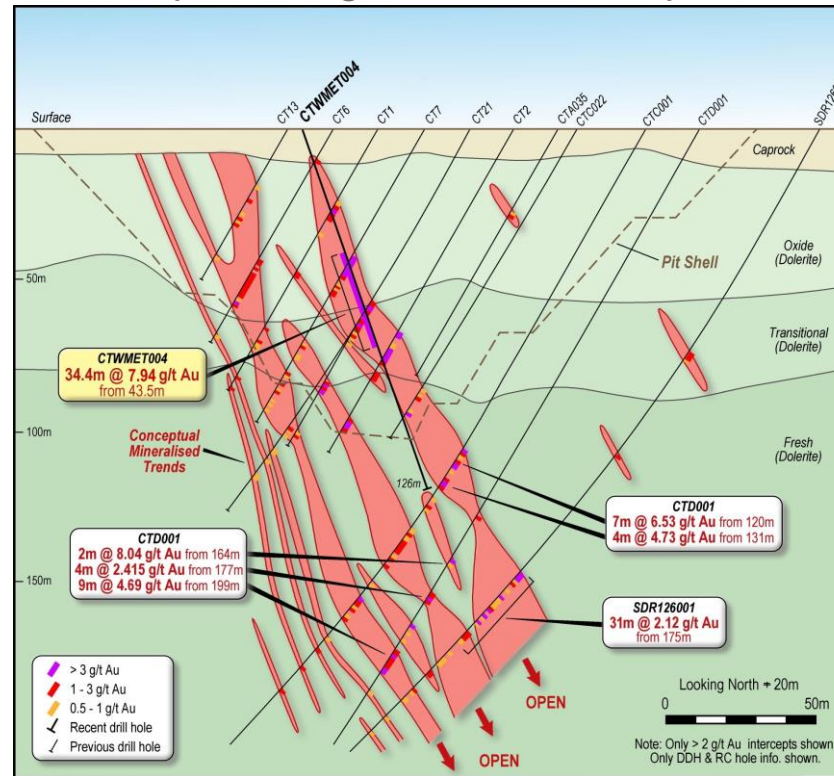 Surface
CT13
CTWMET004
CT6
CT1
CT7
CT21
CT2
CTA035
CTC022
CTC001
CTD001
Caprock
50m
Oxide
(Dolerite)
Pit Shell
Transitional
(Dolerite)
CTWMET004
34.4m @ 7.94 g/t Au
from 43.5m
100m
Conceptual
Mineralised
Trends
Fresh
(Dolerite)
126m
CTD001
7m @ 6.53 g/t Au from 120m
4m @ 4.73 g/t Au from 131m
CTD001
2m @ 8.04 g/t Au from 164m
4m @ 2.415 g/t Au from 177m
9m @ 4.69 g/t Au from 199m
150m
SDR126001
31m @ 2.12 g/t Au
from 175m
> 3 g/t Au
1 - 3 g/t Au
0.5 - 1 g/t Au
Recent drill hole
Previous drill hole
OPEN
OPEN
OPEN
Looking North + 20m
0 50m
Note: Only > 2 g/t Au intercepts shown
Only DDH & RC hole info. shown.